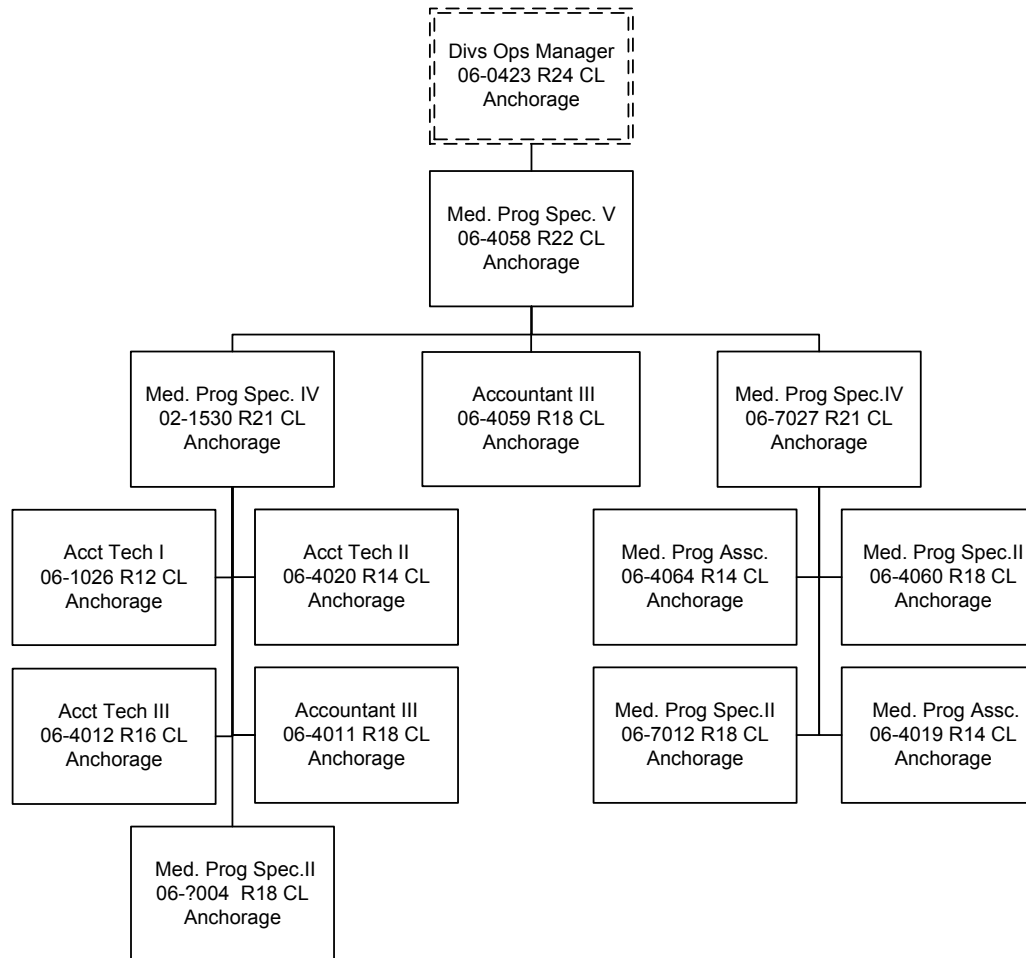 Divs Ops Manager
06-0423 R24 CL
Anchorage
Med. Prog Spec. V
06-4058 R22 CL
Anchorage
Med. Prog Spec. IV
02-1530 R21 CL
Anchorage
Accountant III
06-4059 R18 CL
Anchorage
Med. Prog Spec.IV
06-7027 R21 CL
Anchorage
Acct Tech I
06-1026 R12 CL
Anchorage
Acct Tech II
06-4020 R14 CL
Anchorage
Med. Prog Assc.
06-4064 R14 CL
Anchorage
Med. Prog Spec.II
06-4060 R18 CL
Anchorage
Acct Tech III
06-4012 R16 CL
Anchorage
Accountant III
06-4011 R18 CL
Anchorage
Med. Prog Spec.II
06-7012 R18 CL
Anchorage
Med. Prog Assc.
06-4019 R14 CL
Anchorage
Med. Prog Spec.II
06-?004 R18 CL
Anchorage